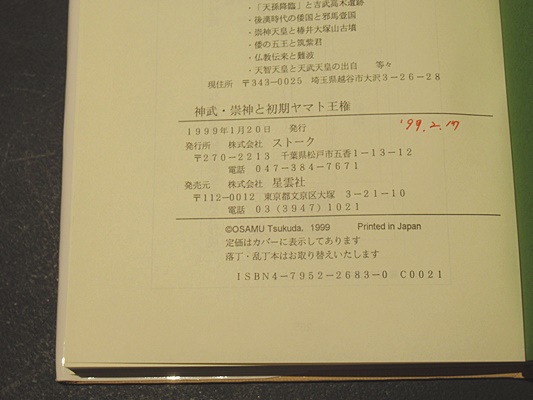 ・「天孫降臨」と吉武高木遺跡
・後漢時代の倭国と邪馬壹国
・崇神天皇と椿井大塚山古墳
・倭の五王と筑紫君
・仏教伝来と難波
・天智天皇と天武天皇の出自　等々
現住所　〒343-0025　埼玉県越谷市大沢3-26-28
神武・崇神と初期ヤマト王権
1999年1月20日　発行
'99.2.17
発行所　株式会社　ストーク
〒270-2213　千葉県松戸市五香1-13-12
電話　047-384-7671
発売元　株式会社　星雲社
〒112-0012　東京都文京区大塚　3-21-10
電話　03(3947)1021
©OSAMU Tsukuda, 1999　Printed in Japan
定価はカバーに表示してあります
落丁・乱丁本はお取り替えいたします
ISBN4-7952-2683-0　C0021